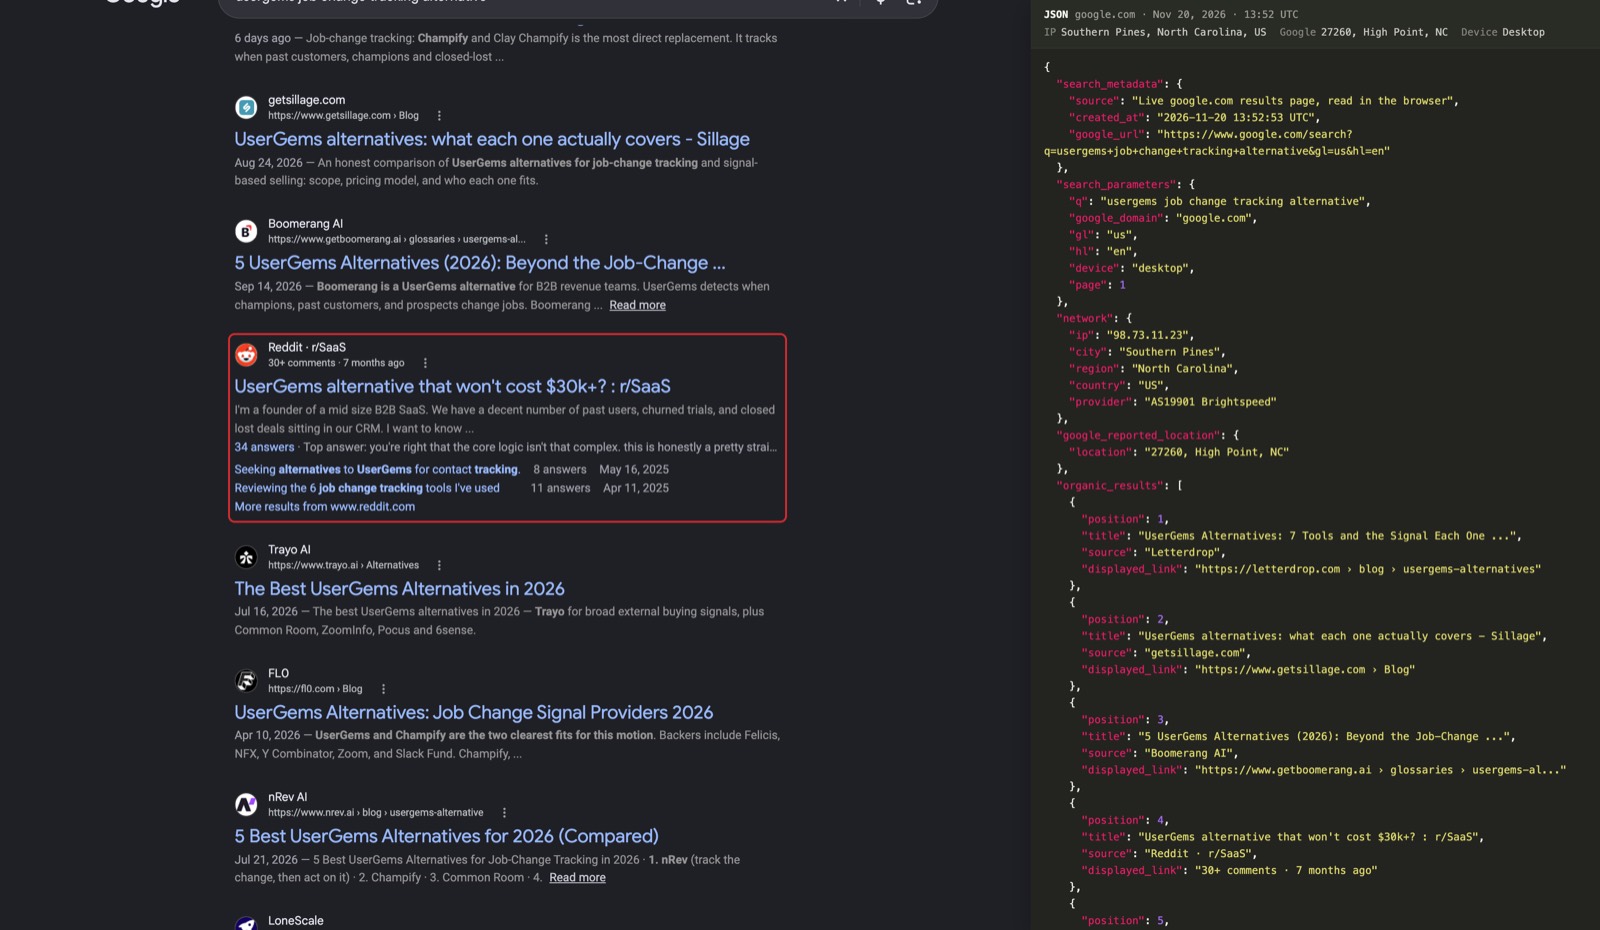 6 days ago — Job-change tracking: Champify and Clay Champify is the most direct replacement. It tracks
when past customers, champions and closed-lost ...
getsillage.com
https://www.getsillage.com › Blog
UserGems alternatives: what each one actually covers - Sillage
Aug 24, 2026 — An honest comparison of UserGems alternatives for job-change tracking and signal-
based selling: scope, pricing model, and who each one fits.
Boomerang AI
https://www.getboomerang.ai › glossaries › usergems-al...
5 UserGems Alternatives (2026): Beyond the Job-Change ...
Sep 14, 2026 — Boomerang is a UserGems alternative for B2B revenue teams. UserGems detects when
champions, past customers, and prospects change jobs. Boomerang ... Read more
Reddit · r/SaaS
30+ comments · 7 months ago
UserGems alternative that won't cost $30k+? : r/SaaS
I'm a founder of a mid size B2B SaaS. We have a decent number of past users, churned trials, and closed
lost deals sitting in our CRM. I want to know ...
34 answers · Top answer: you're right that the core logic isn't that complex. this is honestly a pretty strai...
Seeking alternatives to UserGems for contact tracking. 8 answers May 16, 2025
Reviewing the 6 job change tracking tools I've used 11 answers Apr 11, 2025
More results from www.reddit.com
Trayo AI
https://www.trayo.ai › Alternatives
The Best UserGems Alternatives in 2026
Jul 16, 2026 — The best UserGems alternatives in 2026 — Trayo for broad external buying signals, plus
Common Room, ZoomInfo, Pocus and 6sense.
FL0
https://fl0.com › Blog
UserGems Alternatives: Job Change Signal Providers 2026
Apr 10, 2026 — UserGems and Champify are the two clearest fits for this motion. Backers include Felicis,
NFX, Y Combinator, Zoom, and Slack Fund. Champify, ...
nRev AI
https://www.nrev.ai › blog › usergems-alternative
5 Best UserGems Alternatives for 2026 (Compared)
Jul 21, 2026 — 5 Best UserGems Alternatives for Job-Change Tracking in 2026 · 1. nRev (track the
change, then act on it) · 2. Champify · 3. Common Room · 4. Read more
LoneScale
JSON google.com · Nov 20, 2026 · 13:52 UTC
IP Southern Pines, North Carolina, US Google 27260, High Point, NC Device Desktop
{
"search_metadata": {
"source": "Live google.com results page, read in the browser",
"created_at": "2026-11-20 13:52:53 UTC",
"google_url": "https://www.google.com/search?
q=usergems+job+change+tracking+alternative&gl=us&hl=en"
},
"search_parameters": {
"q": "usergems job change tracking alternative",
"google_domain": "google.com",
"gl": "us",
"hl": "en",
"device": "desktop",
"page": 1
},
"network": {
"ip": "98.73.11.23",
"city": "Southern Pines",
"region": "North Carolina",
"country": "US",
"provider": "AS19901 Brightspeed"
},
"google_reported_location": {
"location": "27260, High Point, NC"
},
"organic_results": [
{
"position": 1,
"title": "UserGems Alternatives: 7 Tools and the Signal Each One ...",
"source": "Letterdrop",
"displayed_link": "https://letterdrop.com › blog › usergems-alternatives"
},
{
"position": 2,
"title": "UserGems alternatives: what each one actually covers - Sillage",
"source": "getsillage.com",
"displayed_link": "https://www.getsillage.com › Blog"
},
{
"position": 3,
"title": "5 UserGems Alternatives (2026): Beyond the Job-Change ...",
"source": "Boomerang AI",
"displayed_link": "https://www.getboomerang.ai › glossaries › usergems-al..."
},
{
"position": 4,
"title": "UserGems alternative that won't cost $30k+? : r/SaaS",
"source": "Reddit · r/SaaS",
"displayed_link": "30+ comments · 7 months ago"
},
{
"position": 5,